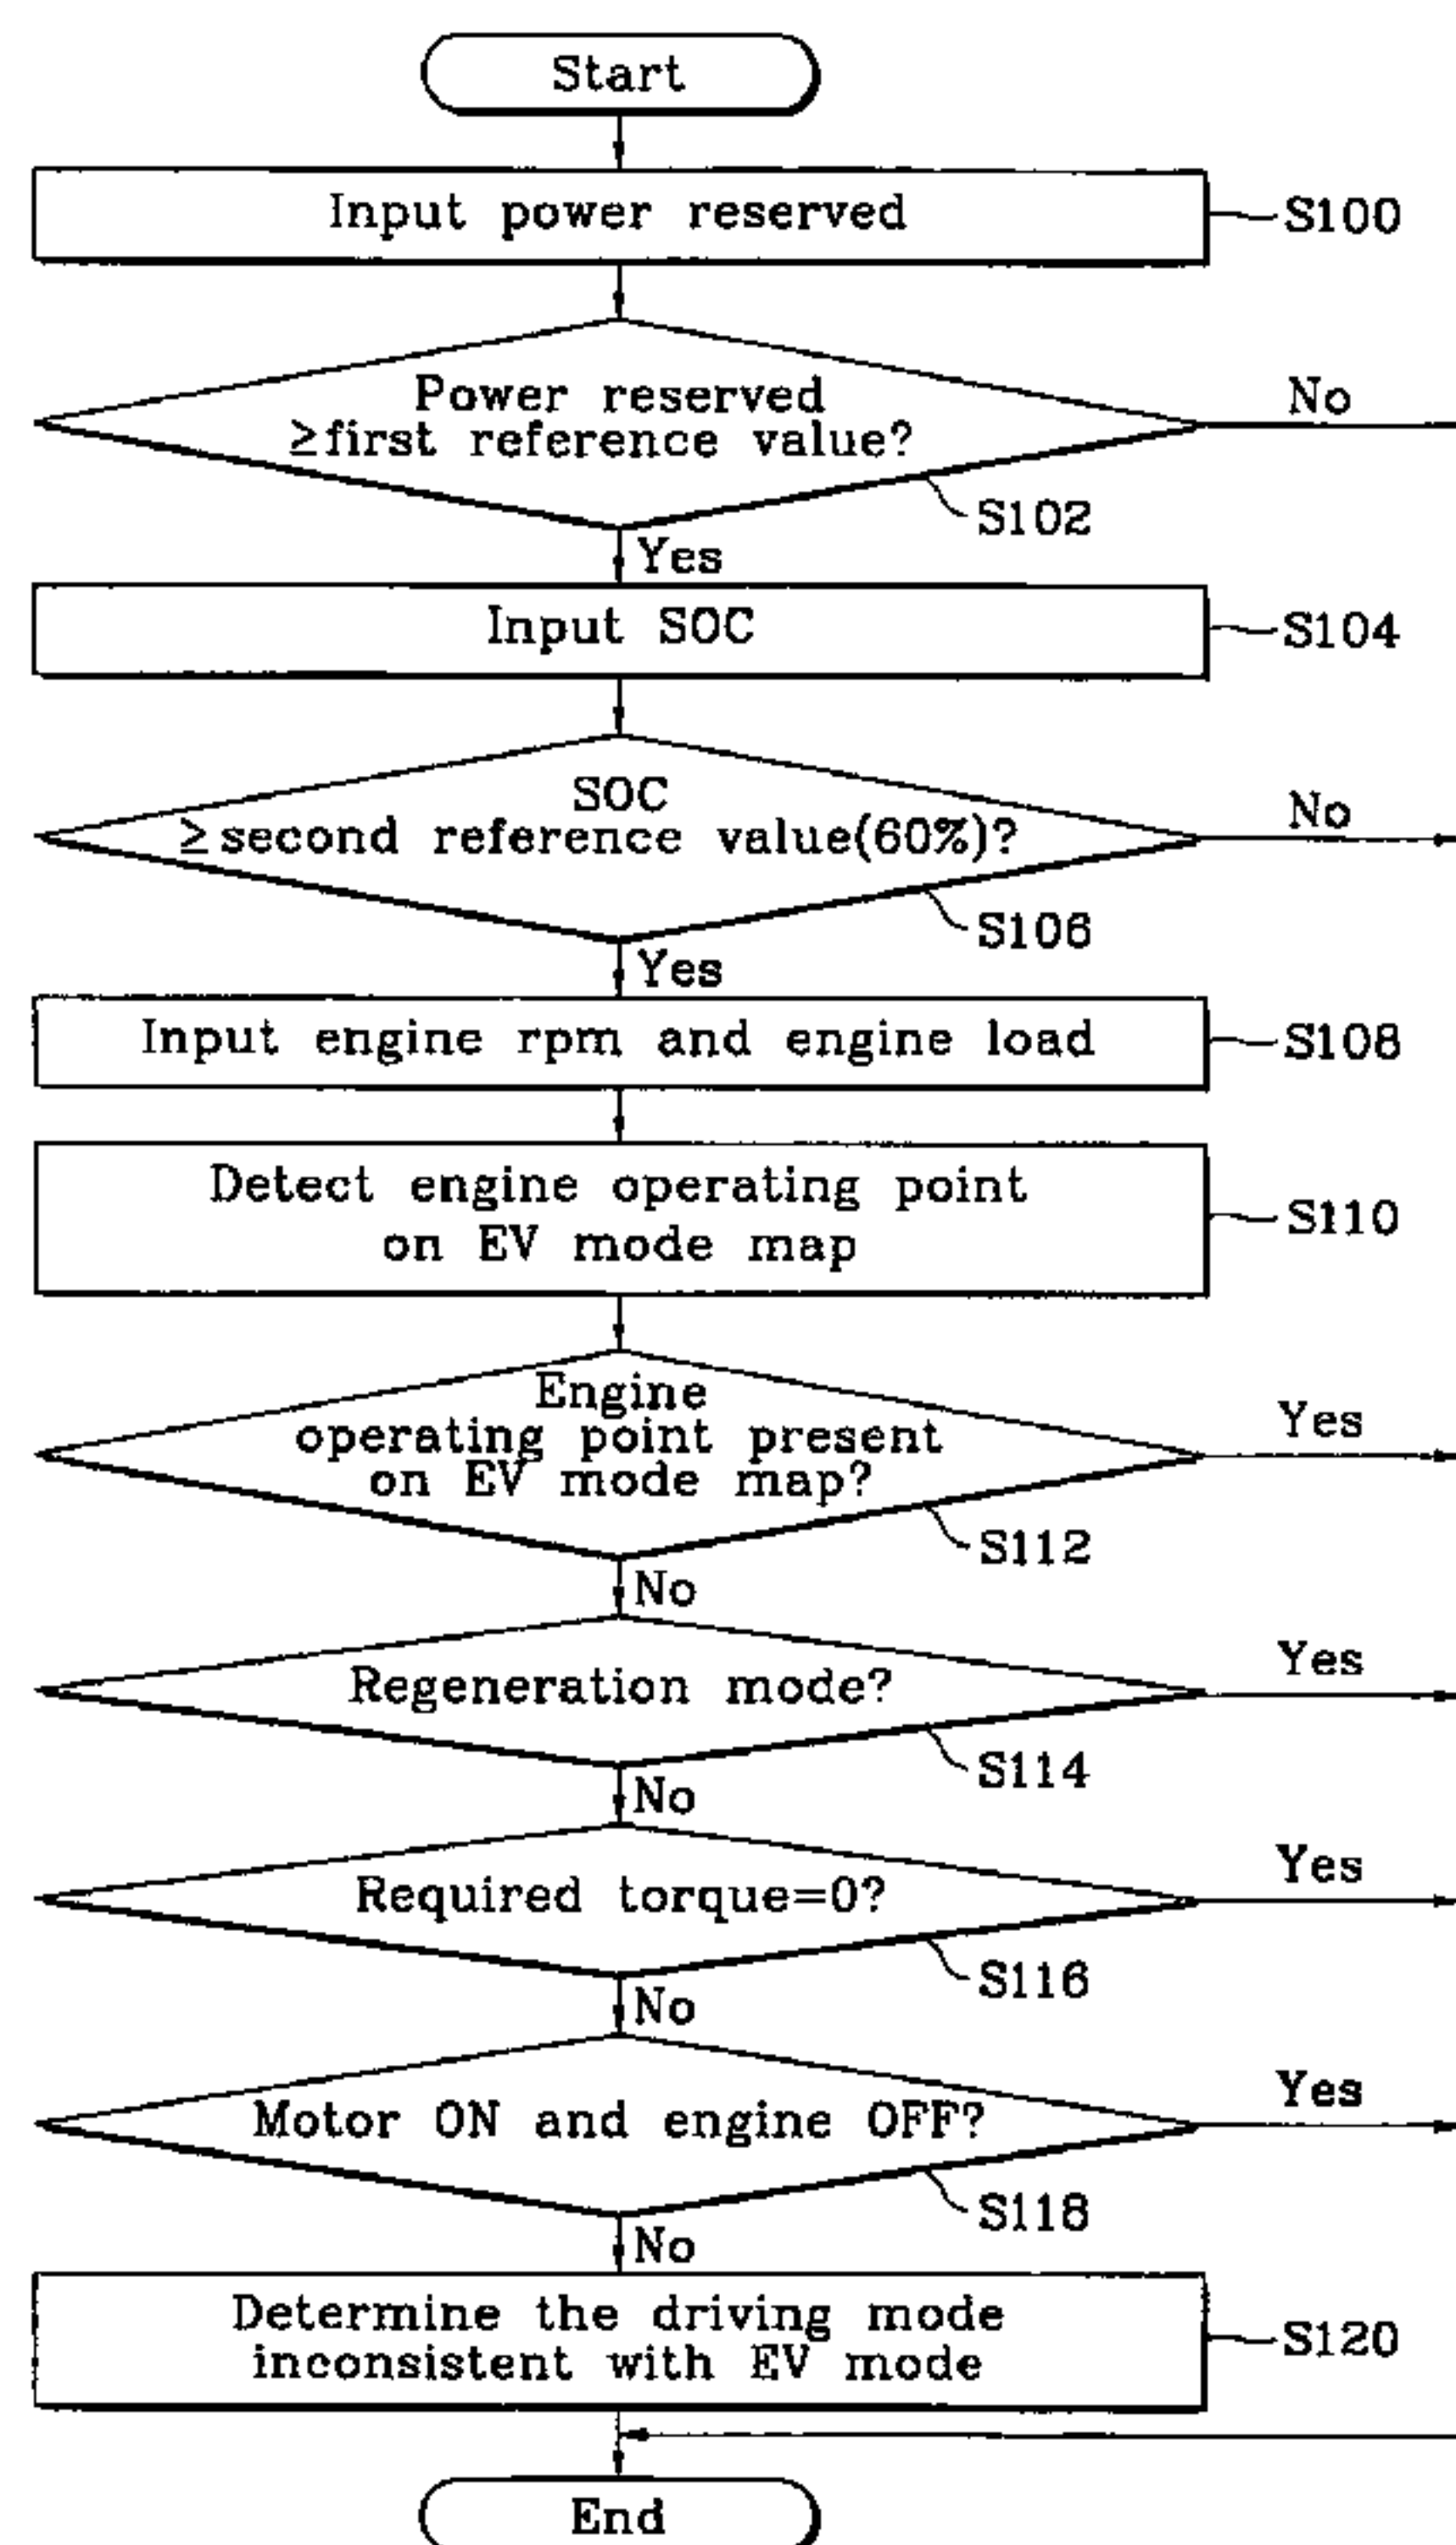 Start
Input power reserved
S100
Power reserved
≥first reference value?
No
S102
Yes
Input SOC
S104
SOC
≥second reference value(60%)?
No
S106
Yes
Input engine rpm and engine load
S108
Detect engine operating point
on EV mode map
S110
Engine
operating point present
on EV mode map?
Yes
S112
No
Regeneration mode?
Yes
S114
No
Required torque=0?
Yes
S116
No
Motor ON and engine OFF?
Yes
S118
No
Determine the driving mode
inconsistent with EV mode
S120
End